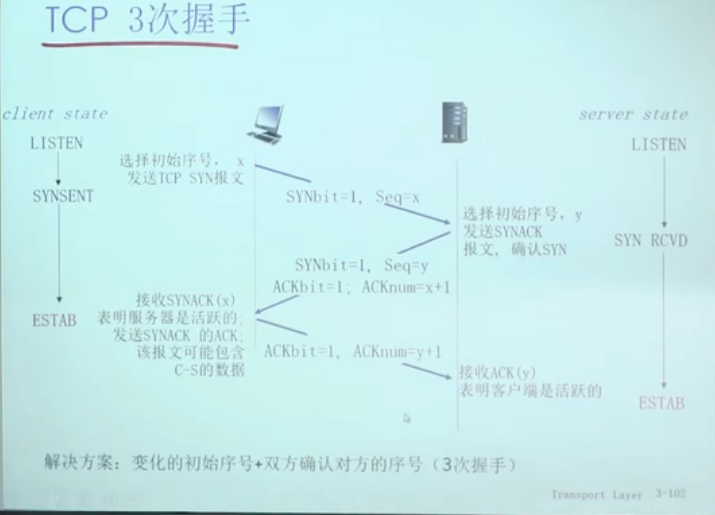 TCP 3次握手
client state
server state
LISTEN
LISTEN
选择初始序号， x
发送TCP SYN报文
SYNSENT
SYNbit=1, Seq=x
选择初始序号，y
发送SYNACK
报文, 确认SYN
SYN RCVD
SYNbit=1, Seq=y
ACKbit=1; ACKnum=x+1
接收SYNACK(x)
表明服务器是活跃的;
发送SYNACK 的ACK;
该报文可能包含
C-S的数据
ESTAB
ACKbit=1, ACKnum=y+1
接收ACK(y)
表明客户端是活跃的
ESTAB
解决方案：变化的初始序号+双方确认对方的序号（3次握手）
Transport Layer 3-102